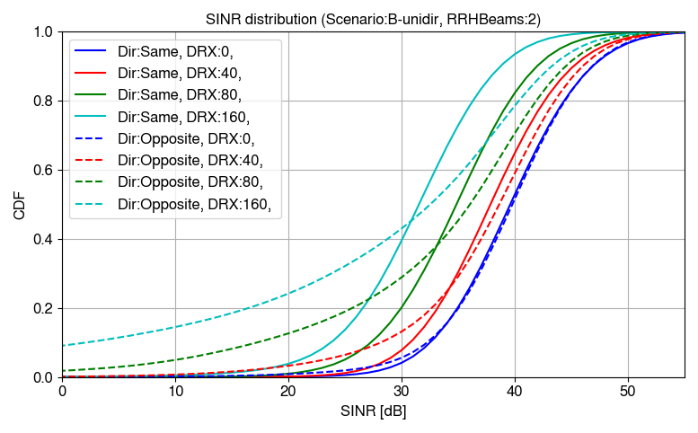 SINR distribution (Scenario:B-unidir, RRHBeams:2)
1.0
0.8
0.6
0.4
0.2
0.0
CDF
Dir:Same, DRX:0,
Dir:Same, DRX:40,
Dir:Same, DRX:80,
Dir:Same, DRX:160,
Dir:Opposite, DRX:0,
Dir:Opposite, DRX:40,
Dir:Opposite, DRX:80,
Dir:Opposite, DRX:160,
0 10 20 30 40 50
SINR [dB]